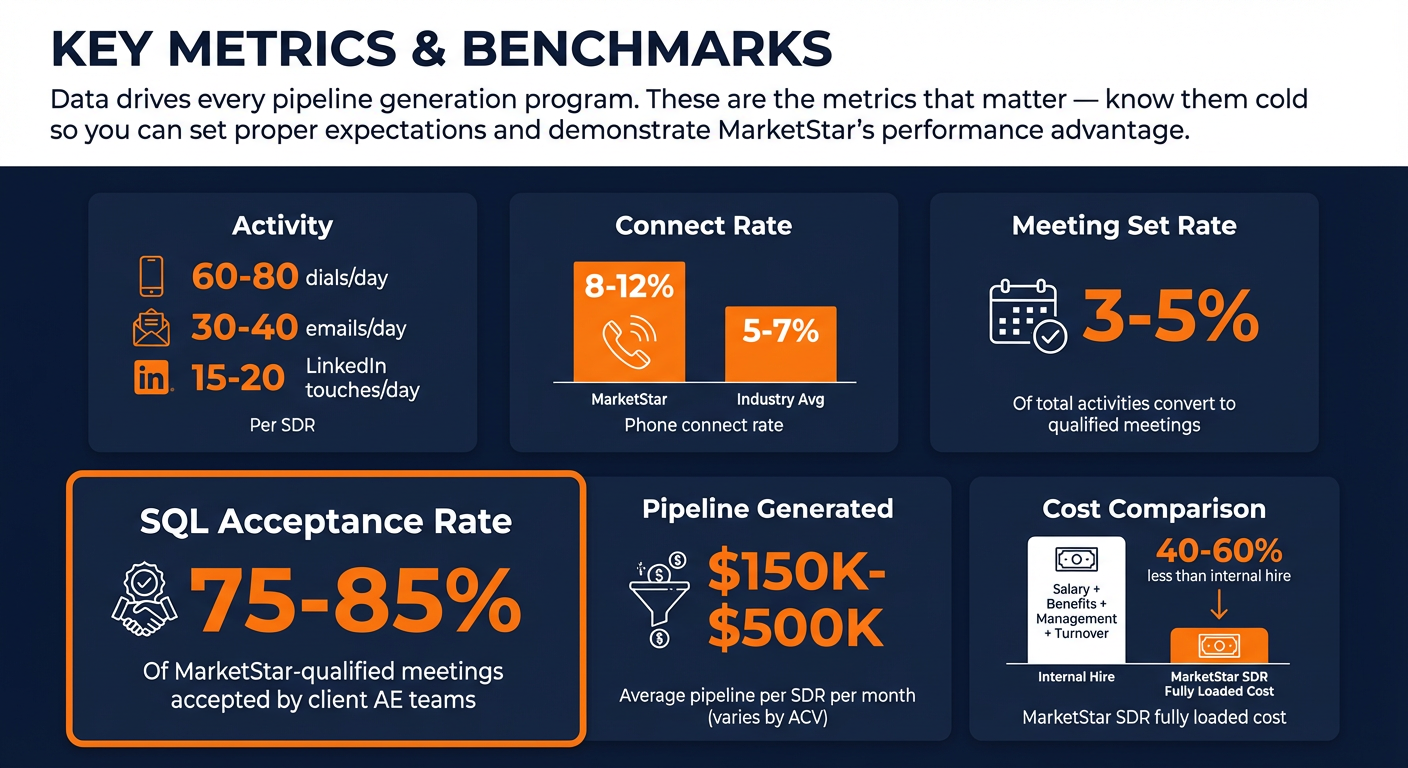 KEY METRICS & BENCHMARKS
Data drives every pipeline generation program. These are the metrics that matter — know them cold
so you can set proper expectations and demonstrate MarketStar's performance advantage.
Activity
60-80 dials/day
30-40 emails/day
in 15-20 LinkedIn
touches/day
Per SDR
Connect Rate
8-12%
5-7%
MarketStar
Industry Avg
Phone connect rate
Meeting Set Rate
3-5%
Of total activities convert to
qualified meetings
SQL Acceptance Rate
75-85%
Of MarketStar-qualified meetings
accepted by client AE teams
Pipeline Generated
$ $ $
$150K-
$500K
Average pipeline per SDR per month
(varies by ACV)
Cost Comparison
Salary +
Benefits +
Management
+ Turnover
40-60%
less than internal hire
Internal Hire
MarketStar SDR
Fully Loaded Cost
MarketStar SDR fully loaded cost